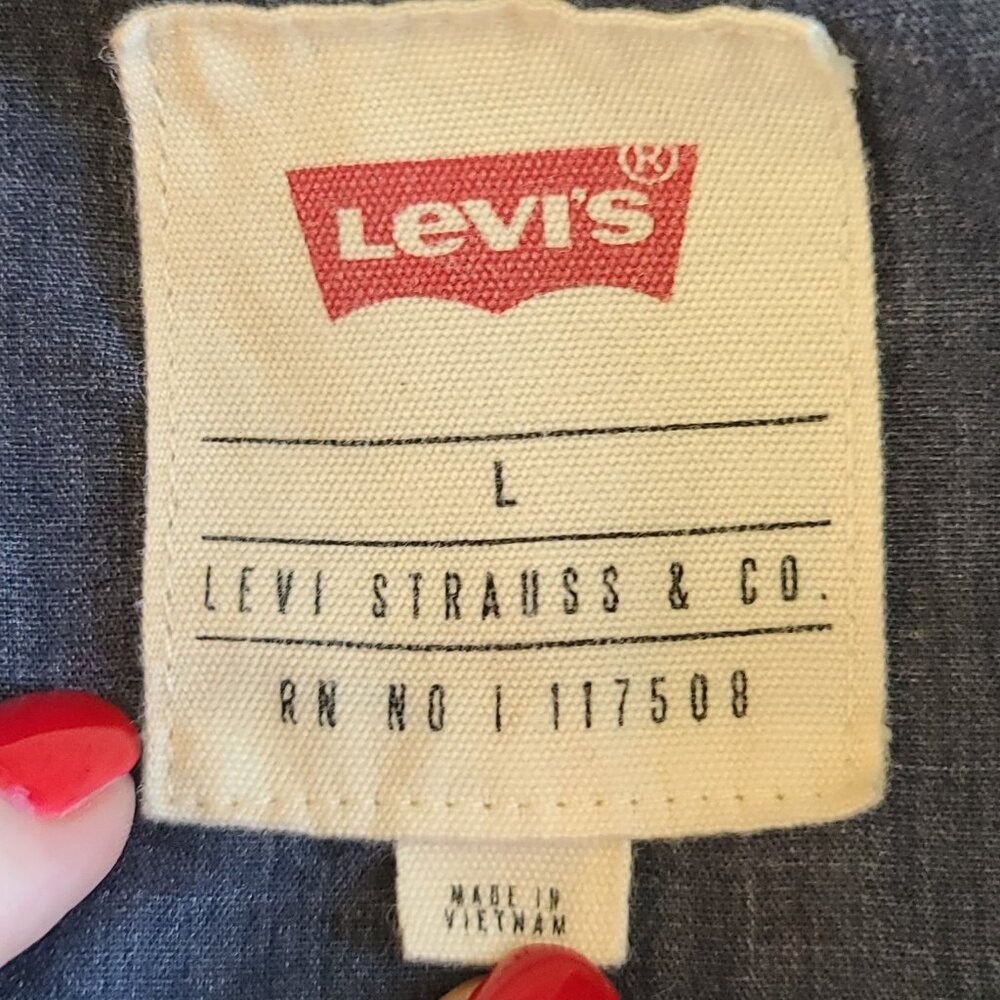 Levi's®
L
LEVI STRAUSS & CO.
RN NO | 117508
MADE IN
VIETNAM